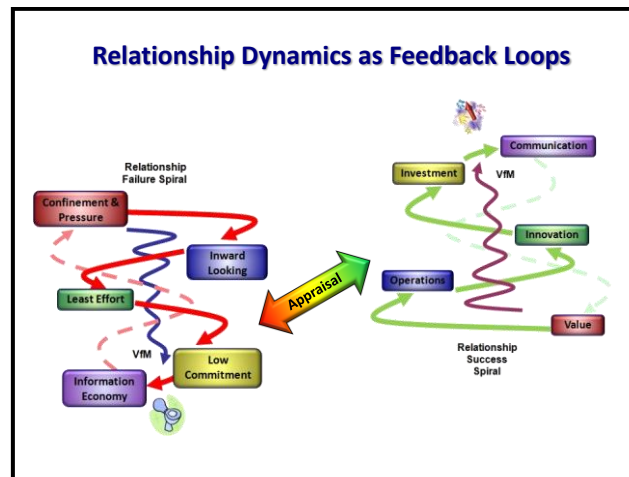 Relationship Dynamics as Feedback Loops
Relationship
Failure Spiral
Confinement &
Pressure
Inward
Looking
Least Effort
VfM
Low
Commitment
Information
Economy
Appraisal
Communication
Investment
VfM
Innovation
Operations
Value
Relationship
Success
Spiral